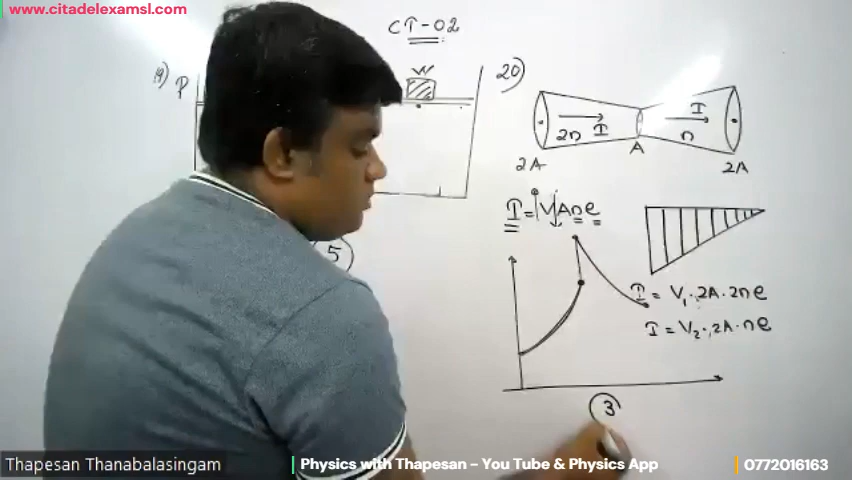 www.citadelexamsl.com
CT-02
19) P
W
20)
2n I
I
n
2A
A
2A
I = VAne
5
I = V₁.2A.2ne
I = V₂.2A.ne
3
Thapesan Thanabalasingam
Physics with Thapesan – You Tube & Physics App
0772016163